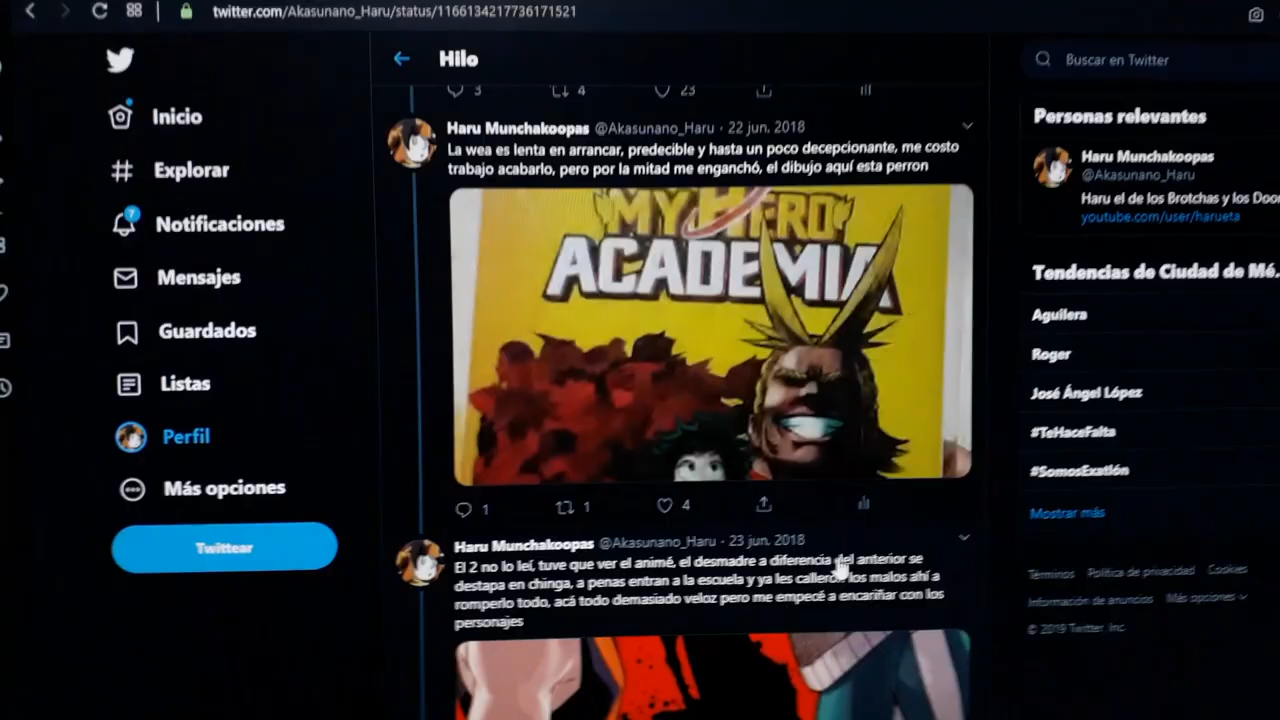 twitter.com/Akasunano_Haru/status/1166134217736171521
Inicio
Explorar
7
Notificaciones
Mensajes
Guardados
Listas
Perfil
Más opciones
Twittear
Hilo
3 4 23
Haru Munchakoopas @Akasunano_Haru · 22 jun. 2018
La wea es lenta en arrancar, predecible y hasta un poco decepcionante, me costo
trabajo acabarlo, pero por la mitad me enganchó, el dibujo aquí esta perron
MY HERO
ACADEMIA
1 1 4
Haru Munchakoopas @Akasunano_Haru · 23 jun. 2018
El 2 no lo leí, tuve que ver el animé, el desmadre a diferencia del anterior se
destapa en chinga, a penas entran a la escuela y ya les calleron los malos ahí a
romperlo todo, acá todo demasiado veloz pero me empecé a encariñar con los
personajes
Buscar en Twitter
Personas relevantes
Haru Munchakoopas
@Akasunano_Haru
Haru el de los Brotchas y los Door
youtube.com/user/harueta
Tendencias de Ciudad de Mé.
Aguilera
Roger
José Ángel López
#TeHaceFalta
#SomosExatlón
Mostrar más
Términos Política de privacidad Cookies
Información de anuncios Más opciones
© 2019 Twitter, Inc.